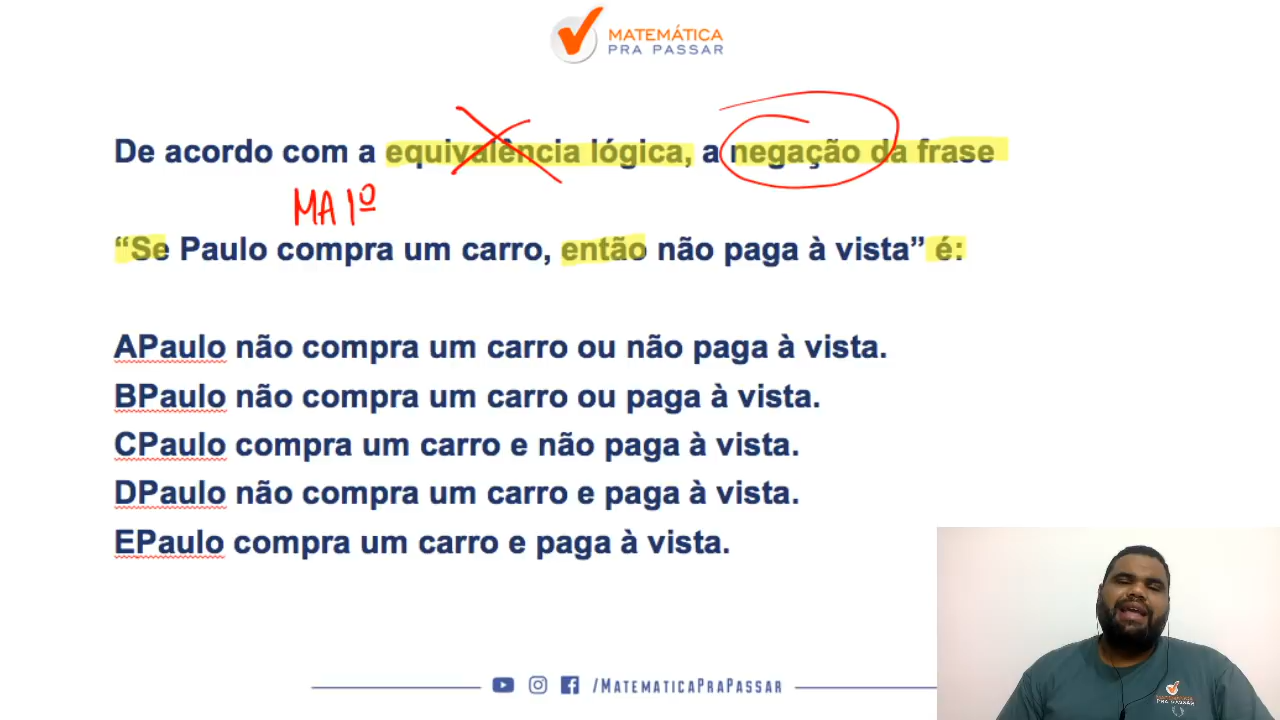 MATEMÁTICA
PRA PASSAR
De acordo com a equivalência lógica, a negação da frase
MA 1º
“Se Paulo compra um carro, então não paga à vista” é:
APaulo não compra um carro ou não paga à vista.
BPaulo não compra um carro ou paga à vista.
CPaulo compra um carro e não paga à vista.
DPaulo não compra um carro e paga à vista.
EPaulo compra um carro e paga à vista.
/MATEMATICAPRAPASSAR
MATEMÁTICA
PRA PASSAR